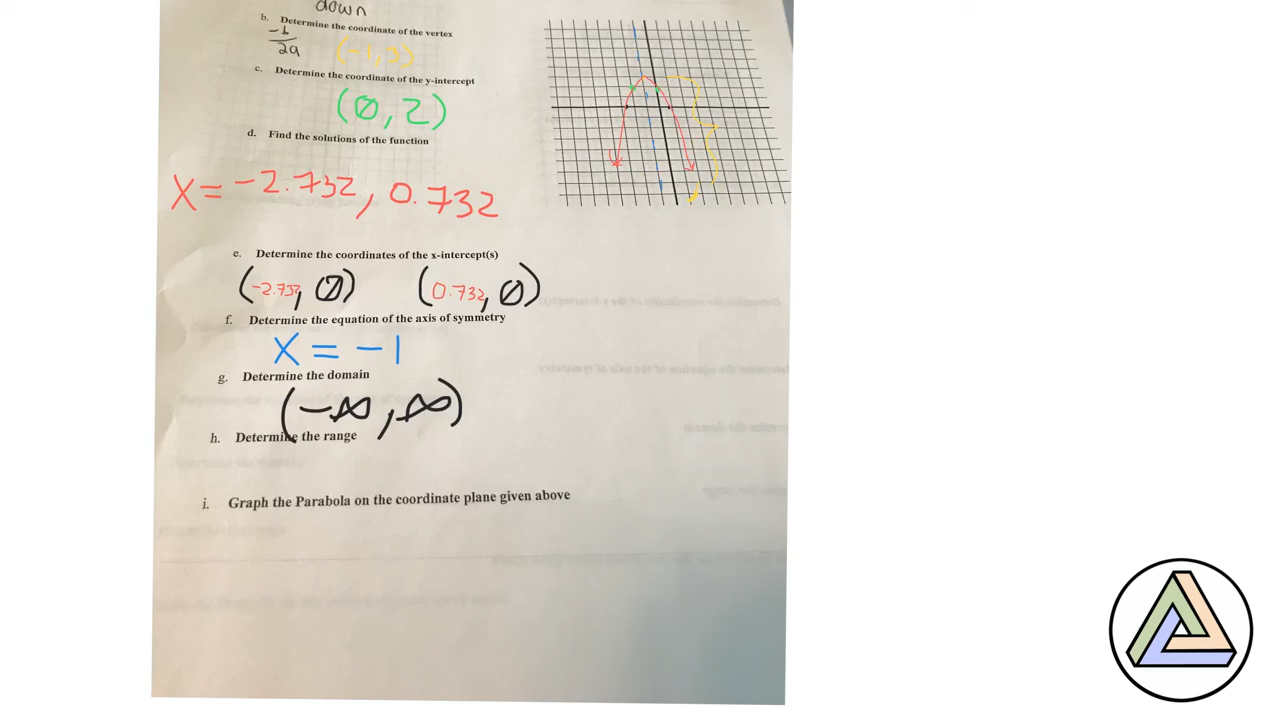 down
b. Determine the coordinate of the vertex
-b
2a
(-1,3)
c. Determine the coordinate of the y-intercept
(0,2)
d. Find the solutions of the function
X=-2.732, 0.732
e. Determine the coordinates of the x-intercept(s)
(-2.732, 0) (0.732, 0)
f. Determine the equation of the axis of symmetry
X = -1
g. Determine the domain
(-∞, ∞)
h. Determine the range
i. Graph the Parabola on the coordinate plane given above